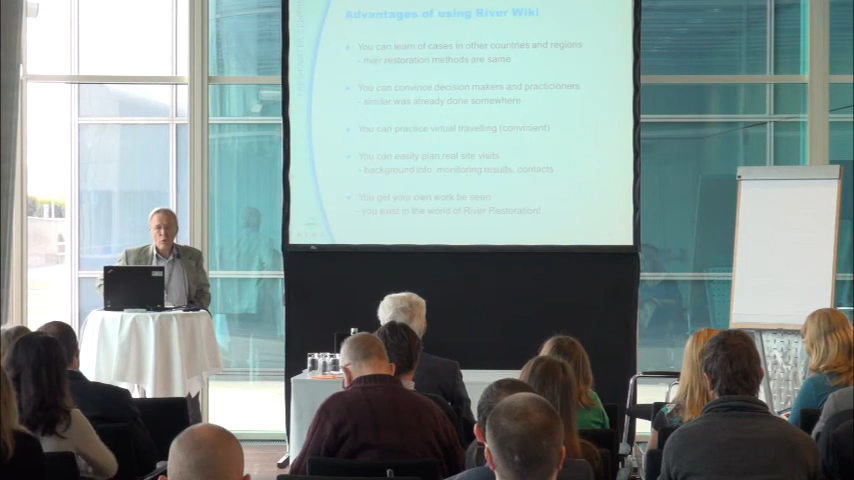 Advantages of using River Wiki
You can learn of cases in other countries and regions
- river restoration methods are same
You can convince decision makers and practicioners
- similar was already done somewhere
You can practice virtual travelling (convinient)
You can easily plan real site visits
- background info, monitoring results, contacts
You get your own work be seen
- you exist in the world of River Restoration!